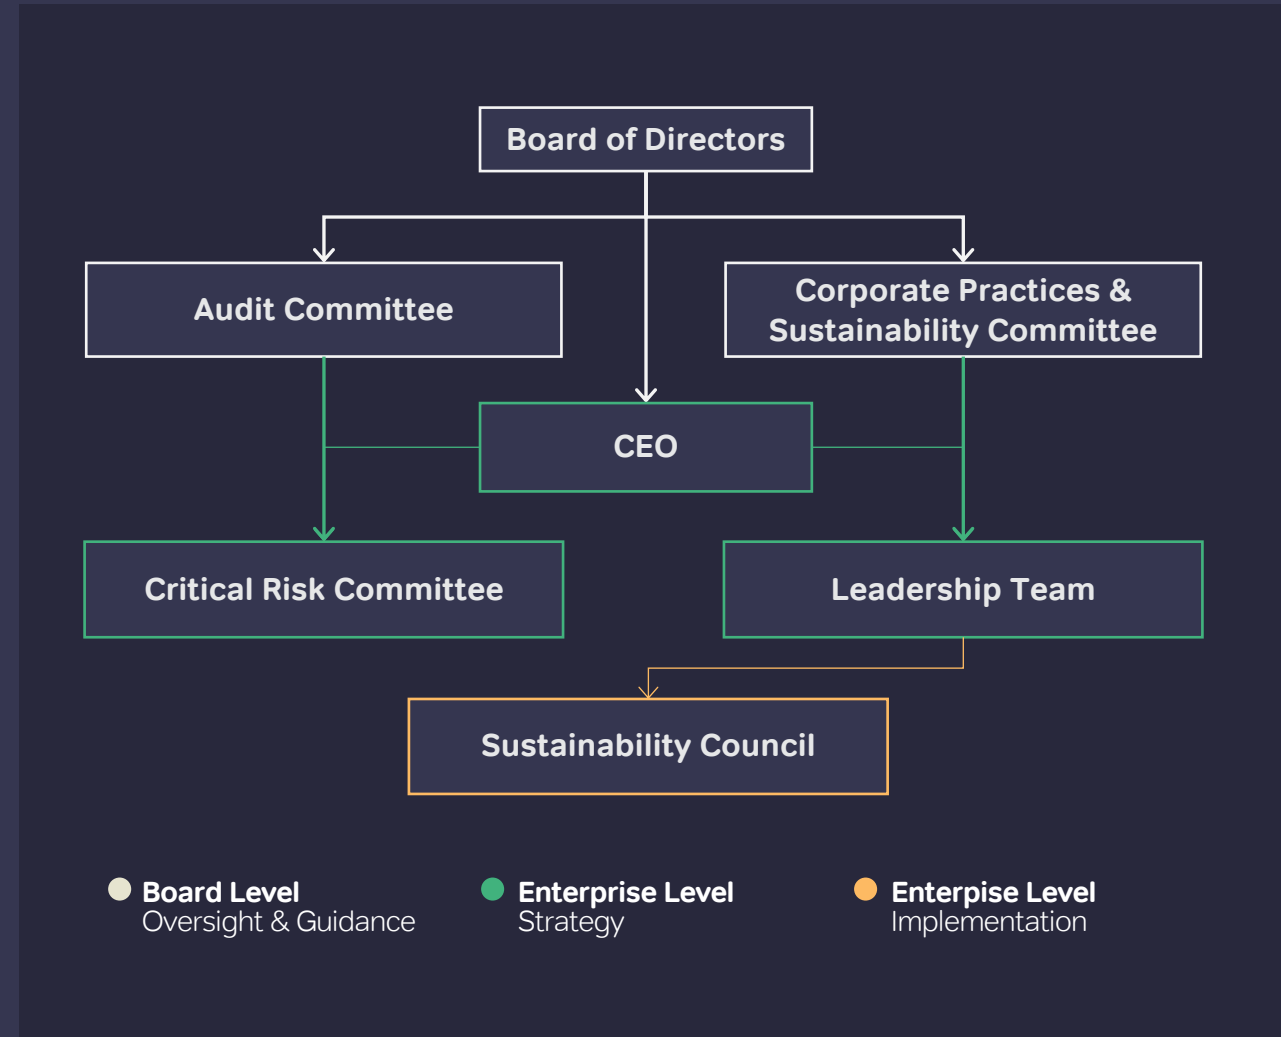 Board of Directors
Audit Committee
Corporate Practices &
Sustainability Committee
CEO
Critical Risk Committee
Leadership Team
Sustainability Council
Board Level
Oversight & Guidance
Enterprise Level
Strategy
Enterpise Level
Implementation